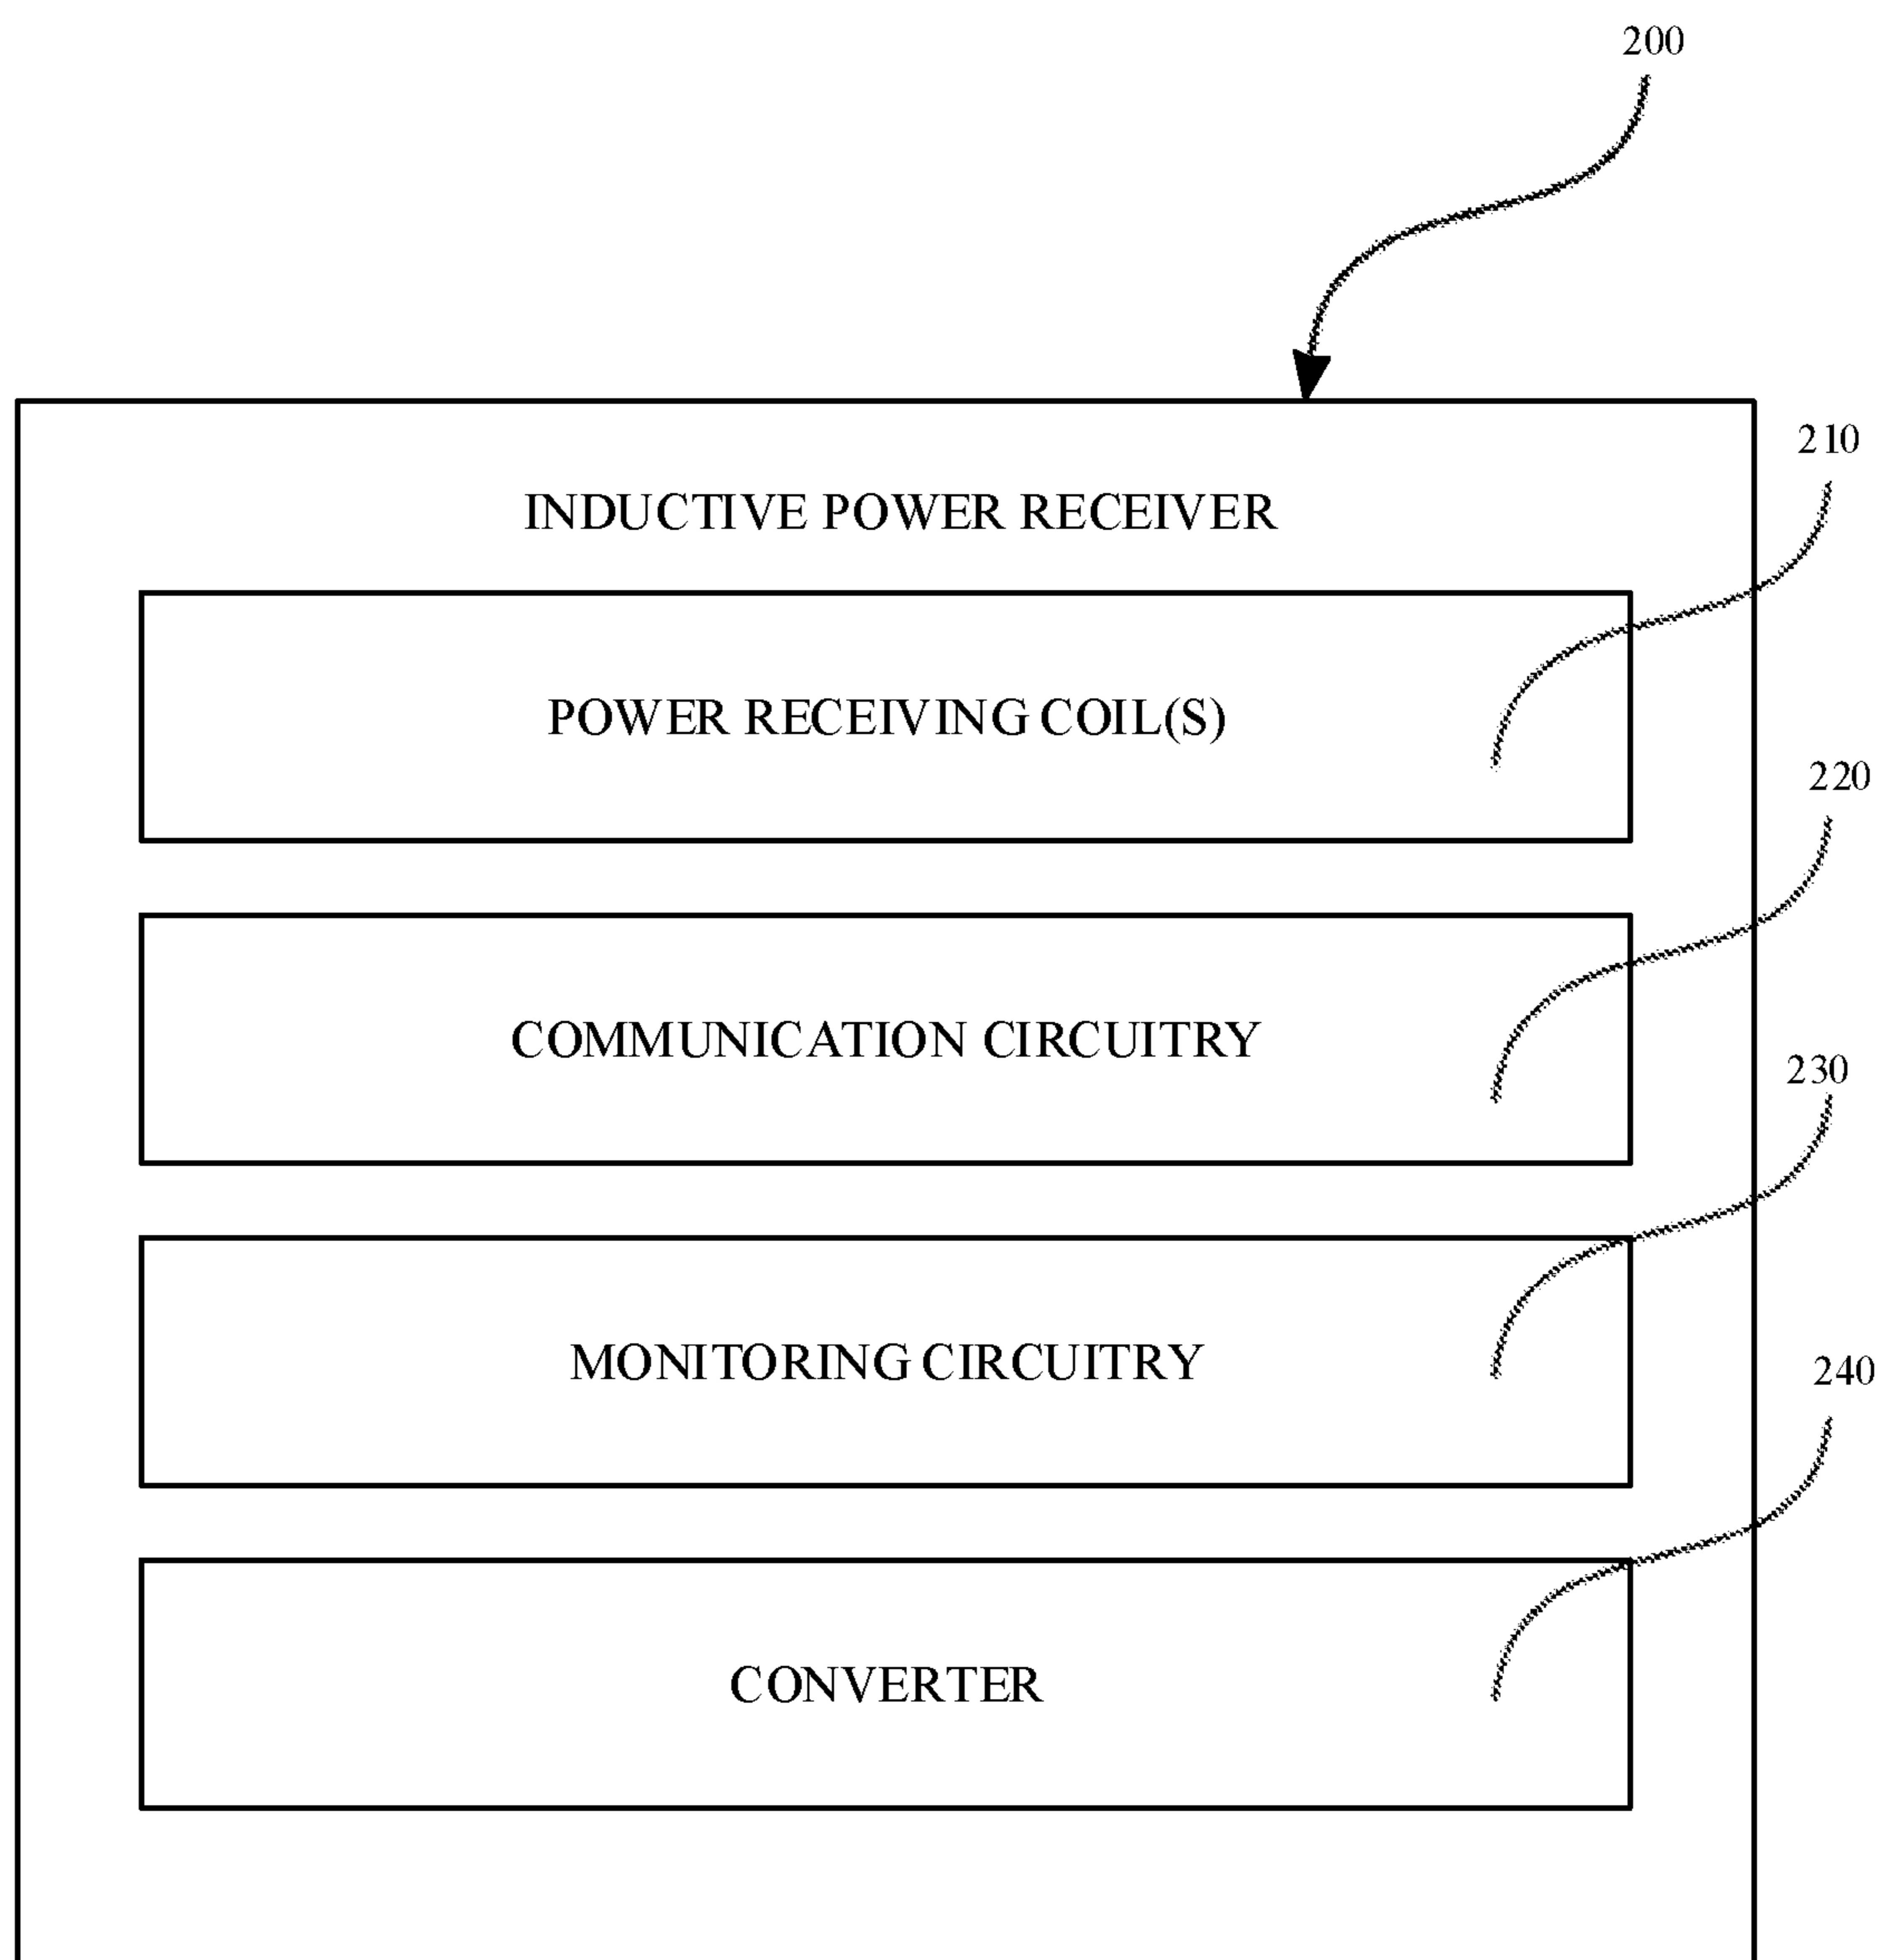 200
210
INDUCTIVE POWER RECEIVER
POWER RECEIVING COIL(S)
220
COMMUNICATION CIRCUITRY
230
MONITORING CIRCUITRY
240
CONVERTER